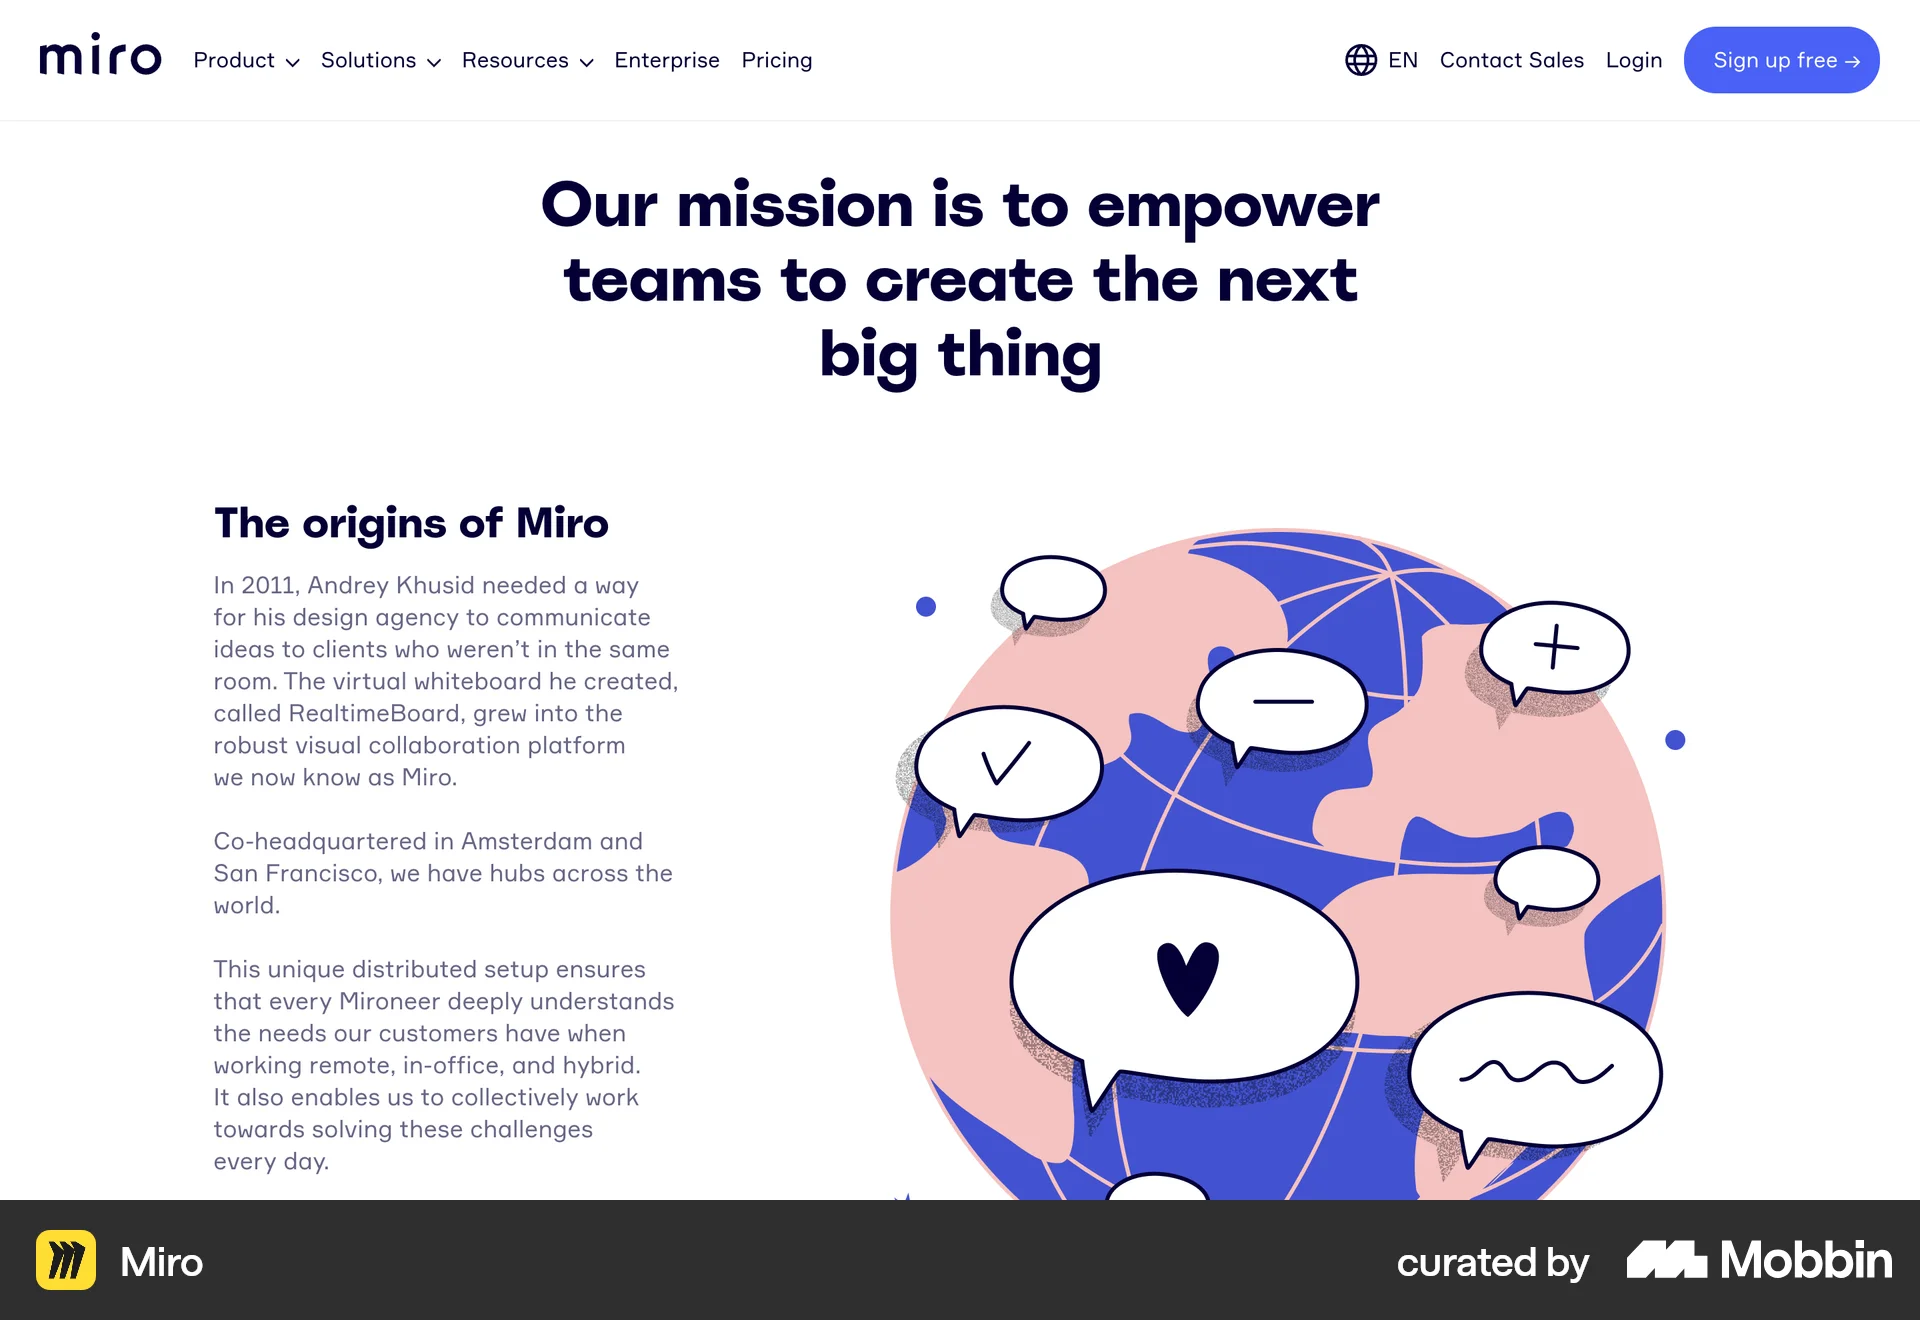 miro Product Solutions Resources Enterprise Pricing EN Contact Sales Login Sign up free →
Our mission is to empower
teams to create the next
big thing
The origins of Miro
In 2011, Andrey Khusid needed a way
for his design agency to communicate
ideas to clients who weren’t in the same
room. The virtual whiteboard he created,
called RealtimeBoard, grew into the
robust visual collaboration platform
we now know as Miro.
Co-headquartered in Amsterdam and
San Francisco, we have hubs across the
world.
This unique distributed setup ensures
that every Mironeer deeply understands
the needs our customers have when
working remote, in-office, and hybrid.
It also enables us to collectively work
towards solving these challenges
every day.
Miro
curated by Mobbin